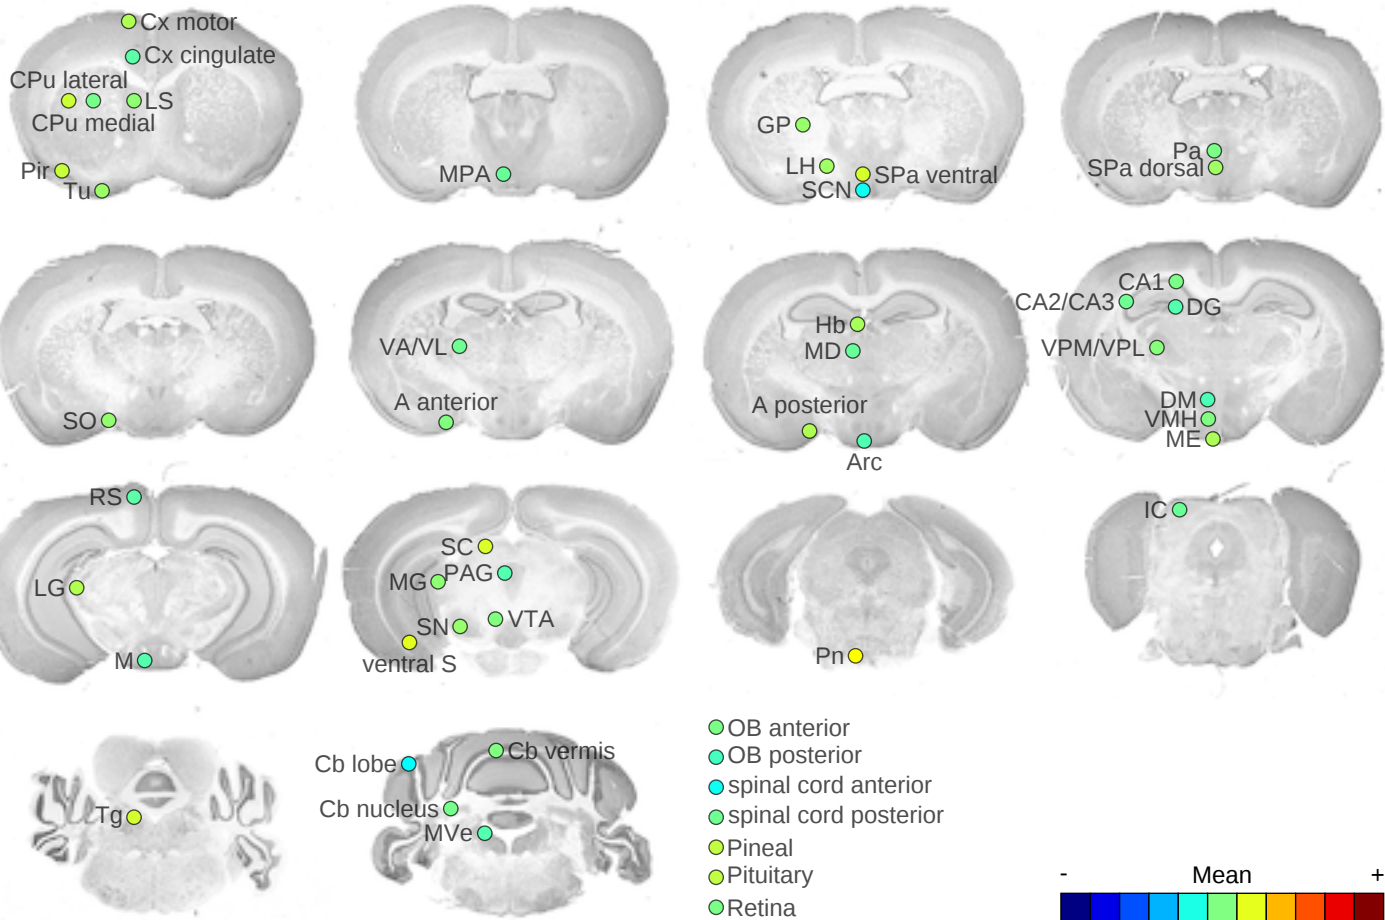 Cx motor
Cx cingulate
CPu lateral
LS
CPu medial
Pir
Tu
MPA
GP
LH
SPa ventral
SCN
Pa
SPa dorsal
SO
VA/VL
A anterior
Hb
MD
A posterior
Arc
CA1
CA2/CA3
DG
VPM/VPL
DM
VMH
ME
RS
LG
M
SC
PAG
MG
VTA
SN
ventral S
Pn
IC
Tg
Cb lobe
Cb vermis
Cb nucleus
MVe
OB anterior
OB posterior
spinal cord anterior
spinal cord posterior
Pineal
Pituitary
Retina
- Mean +